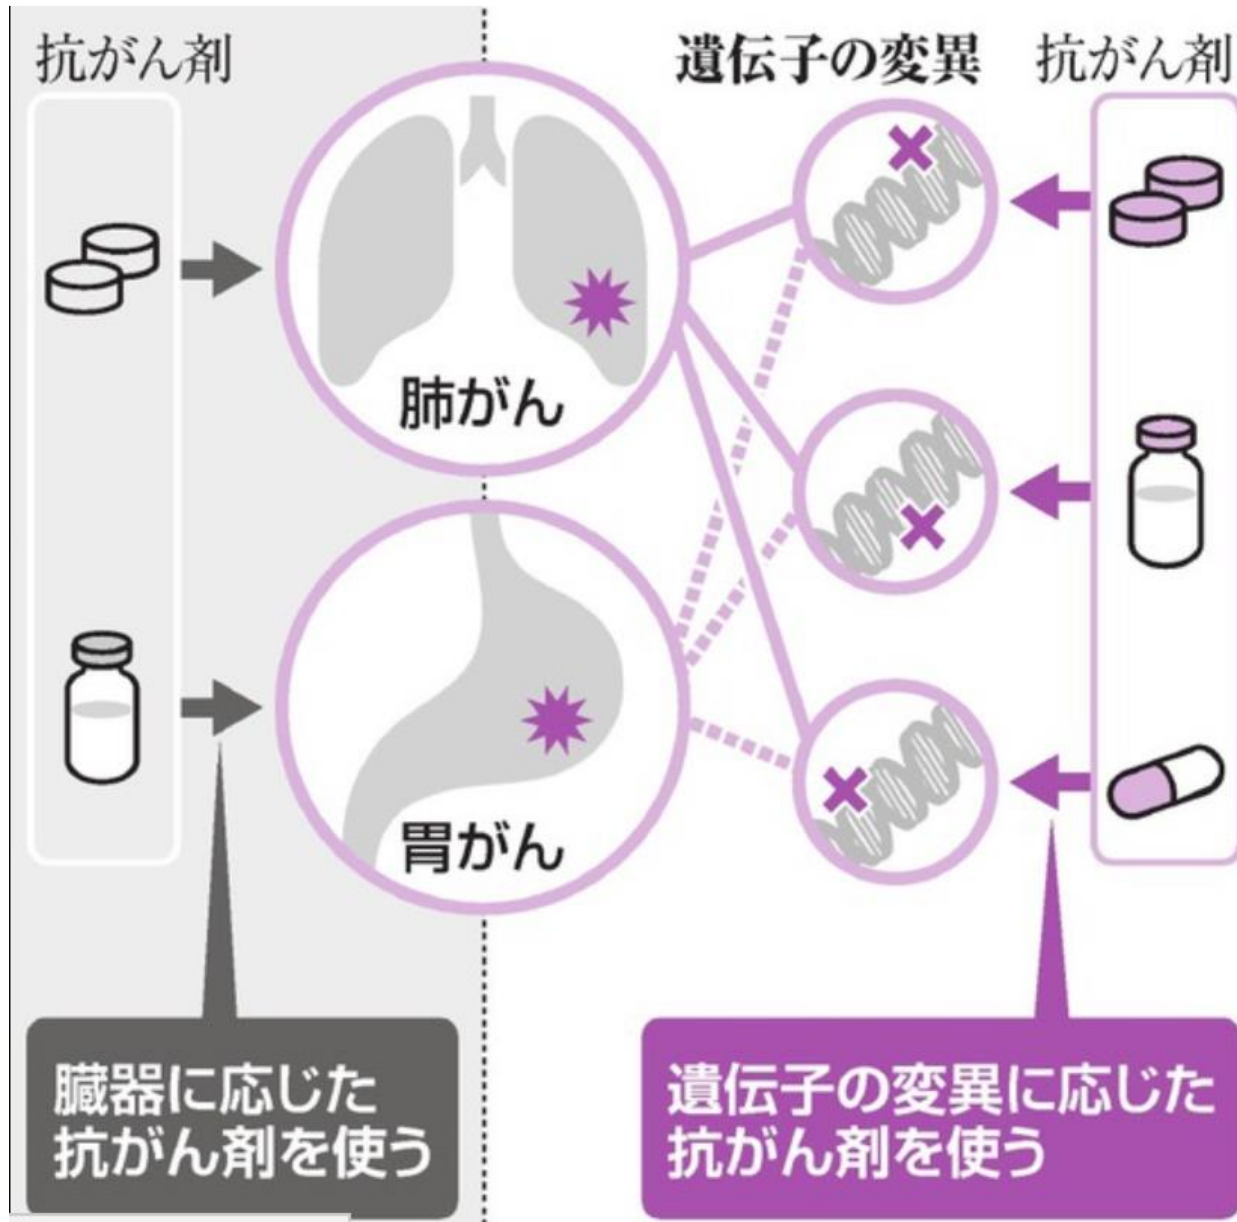 抗がん剤
遺伝子の変異
抗がん剤
肺がん
胃がん
臓器に応じた
抗がん剤を使う
遺伝子の変異に応じた
抗がん剤を使う